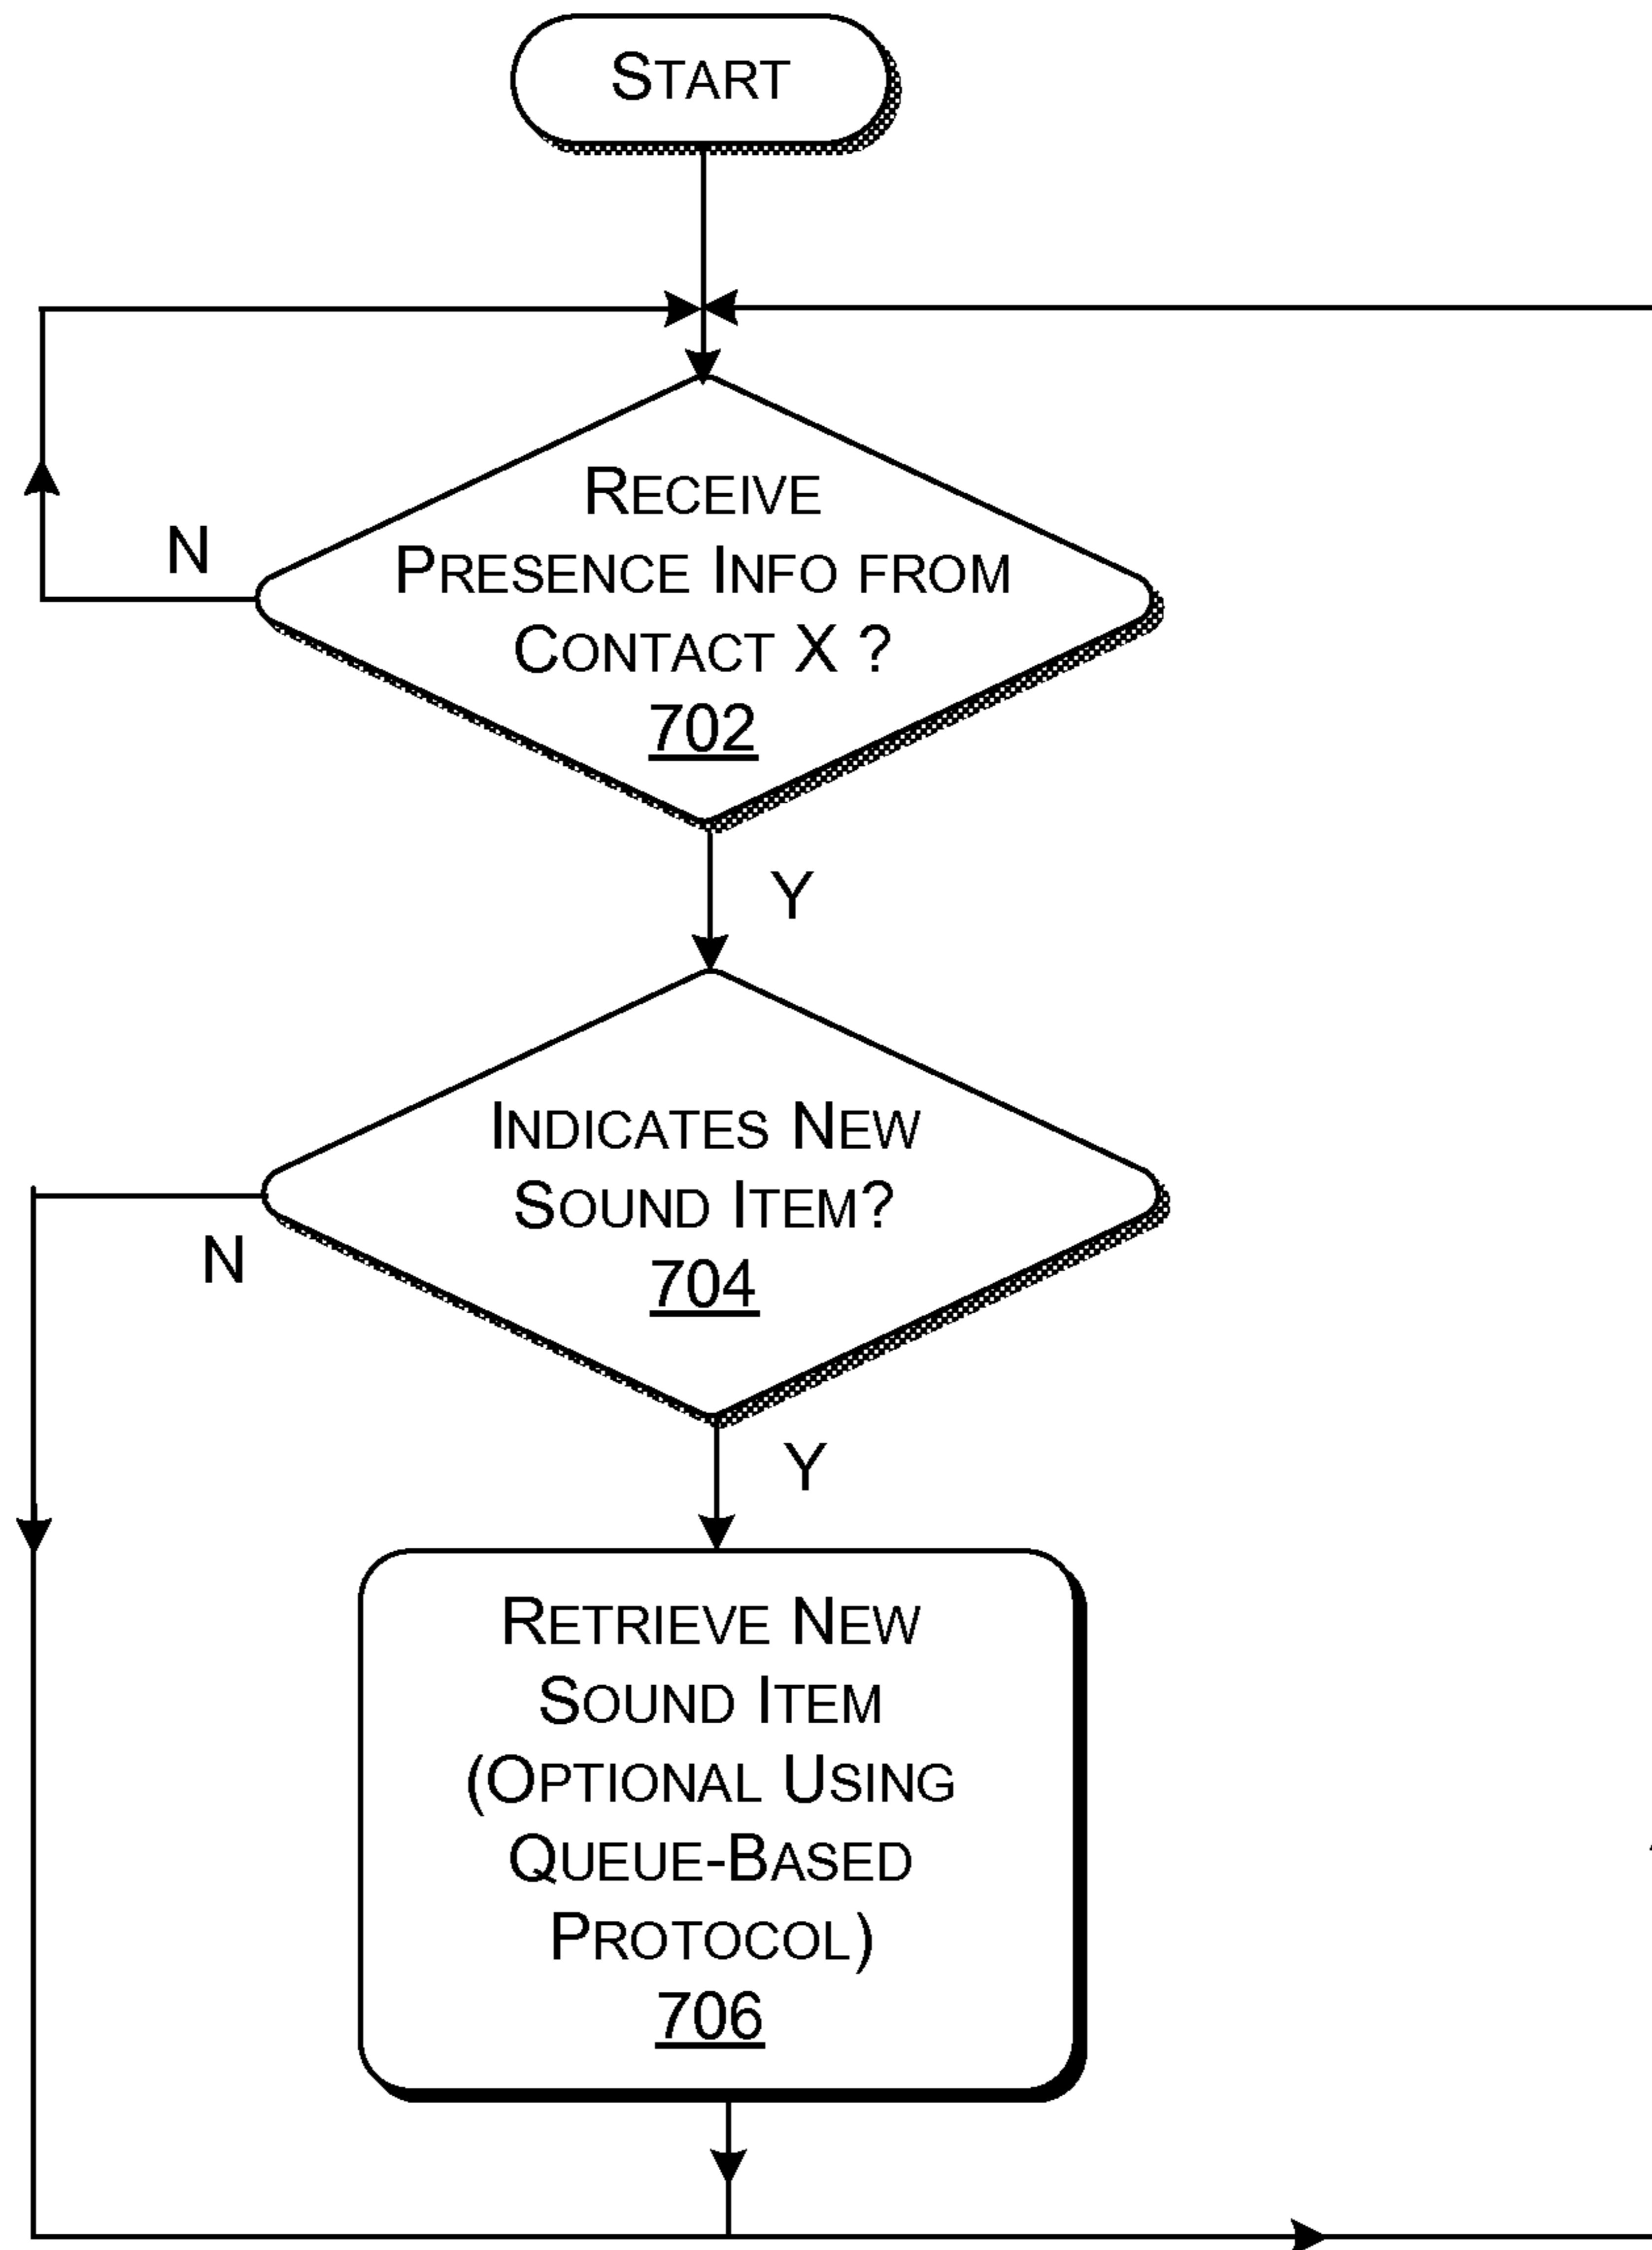 START
RECEIVE
PRESENCE INFO FROM
CONTACT X ?
702
N
Y
INDICATES NEW
SOUND ITEM?
704
N
Y
RETRIEVE NEW
SOUND ITEM
(OPTIONAL USING
QUEUE-BASED
PROTOCOL)
706